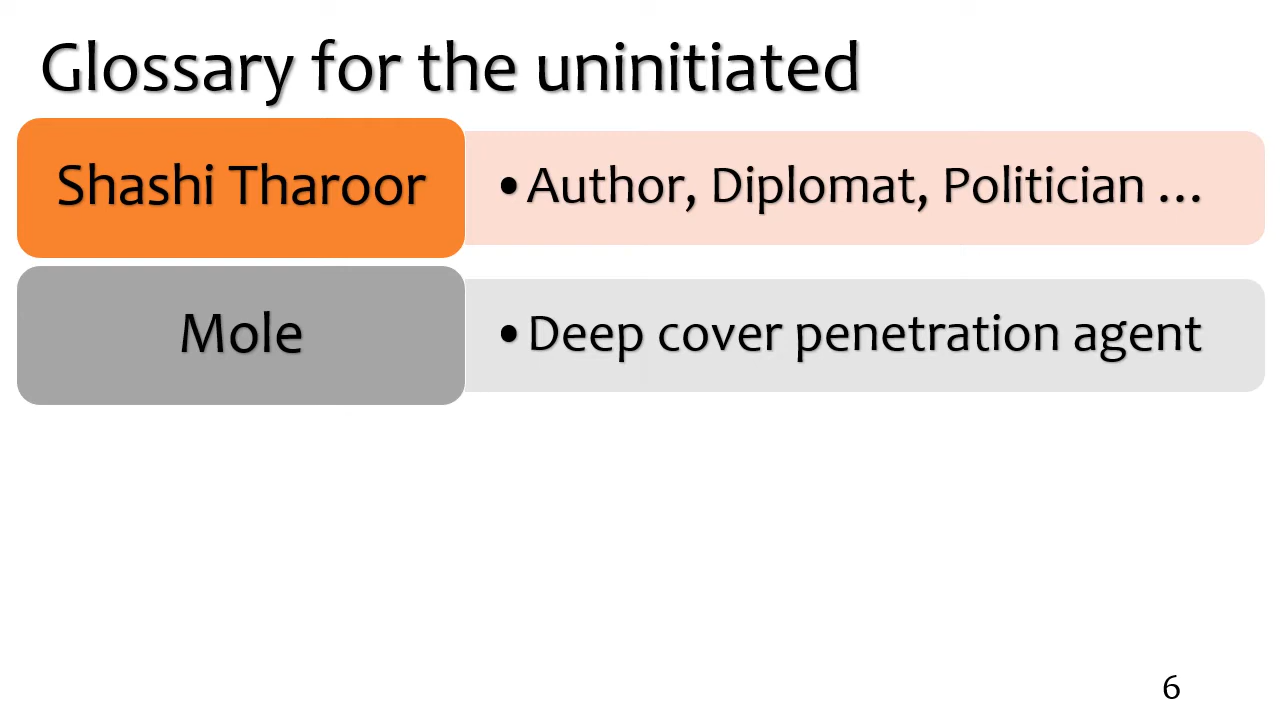 Glossary for the uninitiated
Shashi Tharoor
•Author, Diplomat, Politician ...
Mole
•Deep cover penetration agent
6